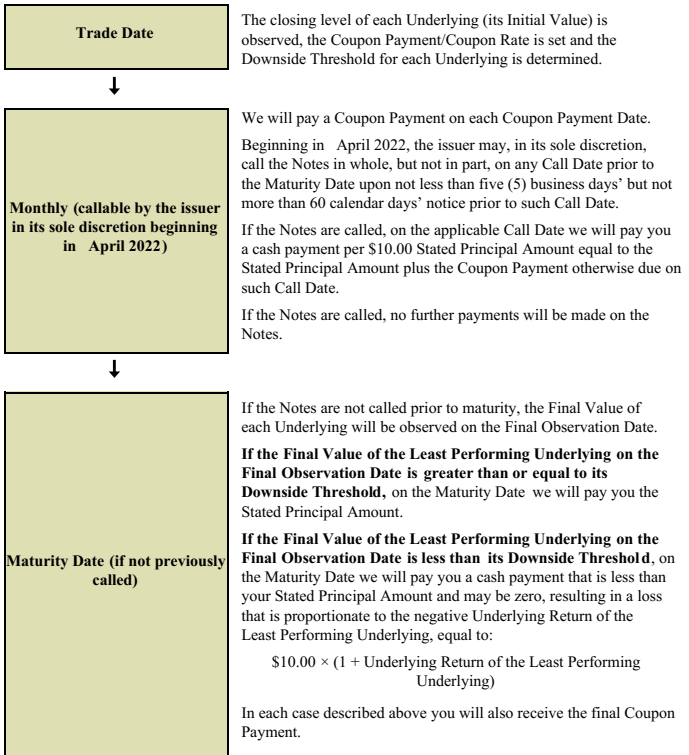 Trade Date
The closing level of each Underlying (its Initial Value) is
observed, the Coupon Payment/Coupon Rate is set and the
Downside Threshold for each Underlying is determined.
Monthly (callable by the issuer
in its sole discretion beginning
in April 2022)
We will pay a Coupon Payment on each Coupon Payment Date.
Beginning in April 2022, the issuer may, in its sole discretion,
call the Notes in whole, but not in part, on any Call Date prior to
the Maturity Date upon not less than five (5) business days’ but not
more than 60 calendar days’ notice prior to such Call Date.
If the Notes are called, on the applicable Call Date we will pay you
a cash payment per $10.00 Stated Principal Amount equal to the
Stated Principal Amount plus the Coupon Payment otherwise due on
such Call Date.
If the Notes are called, no further payments will be made on the
Notes.
Maturity Date (if not previously
called)
If the Notes are not called prior to maturity, the Final Value of
each Underlying will be observed on the Final Observation Date.
If the Final Value of the Least Performing Underlying on the
Final Observation Date is greater than or equal to its
Downside Threshold, on the Maturity Date we will pay you the
Stated Principal Amount.
If the Final Value of the Least Performing Underlying on the
Final Observation Date is less than its Downside Threshold, on
the Maturity Date we will pay you a cash payment that is less than
your Stated Principal Amount and may be zero, resulting in a loss
that is proportionate to the negative Underlying Return of the
Least Performing Underlying, equal to:
$10.00 × (1 + Underlying Return of the Least Performing
Underlying)
In each case described above you will also receive the final Coupon
Payment.